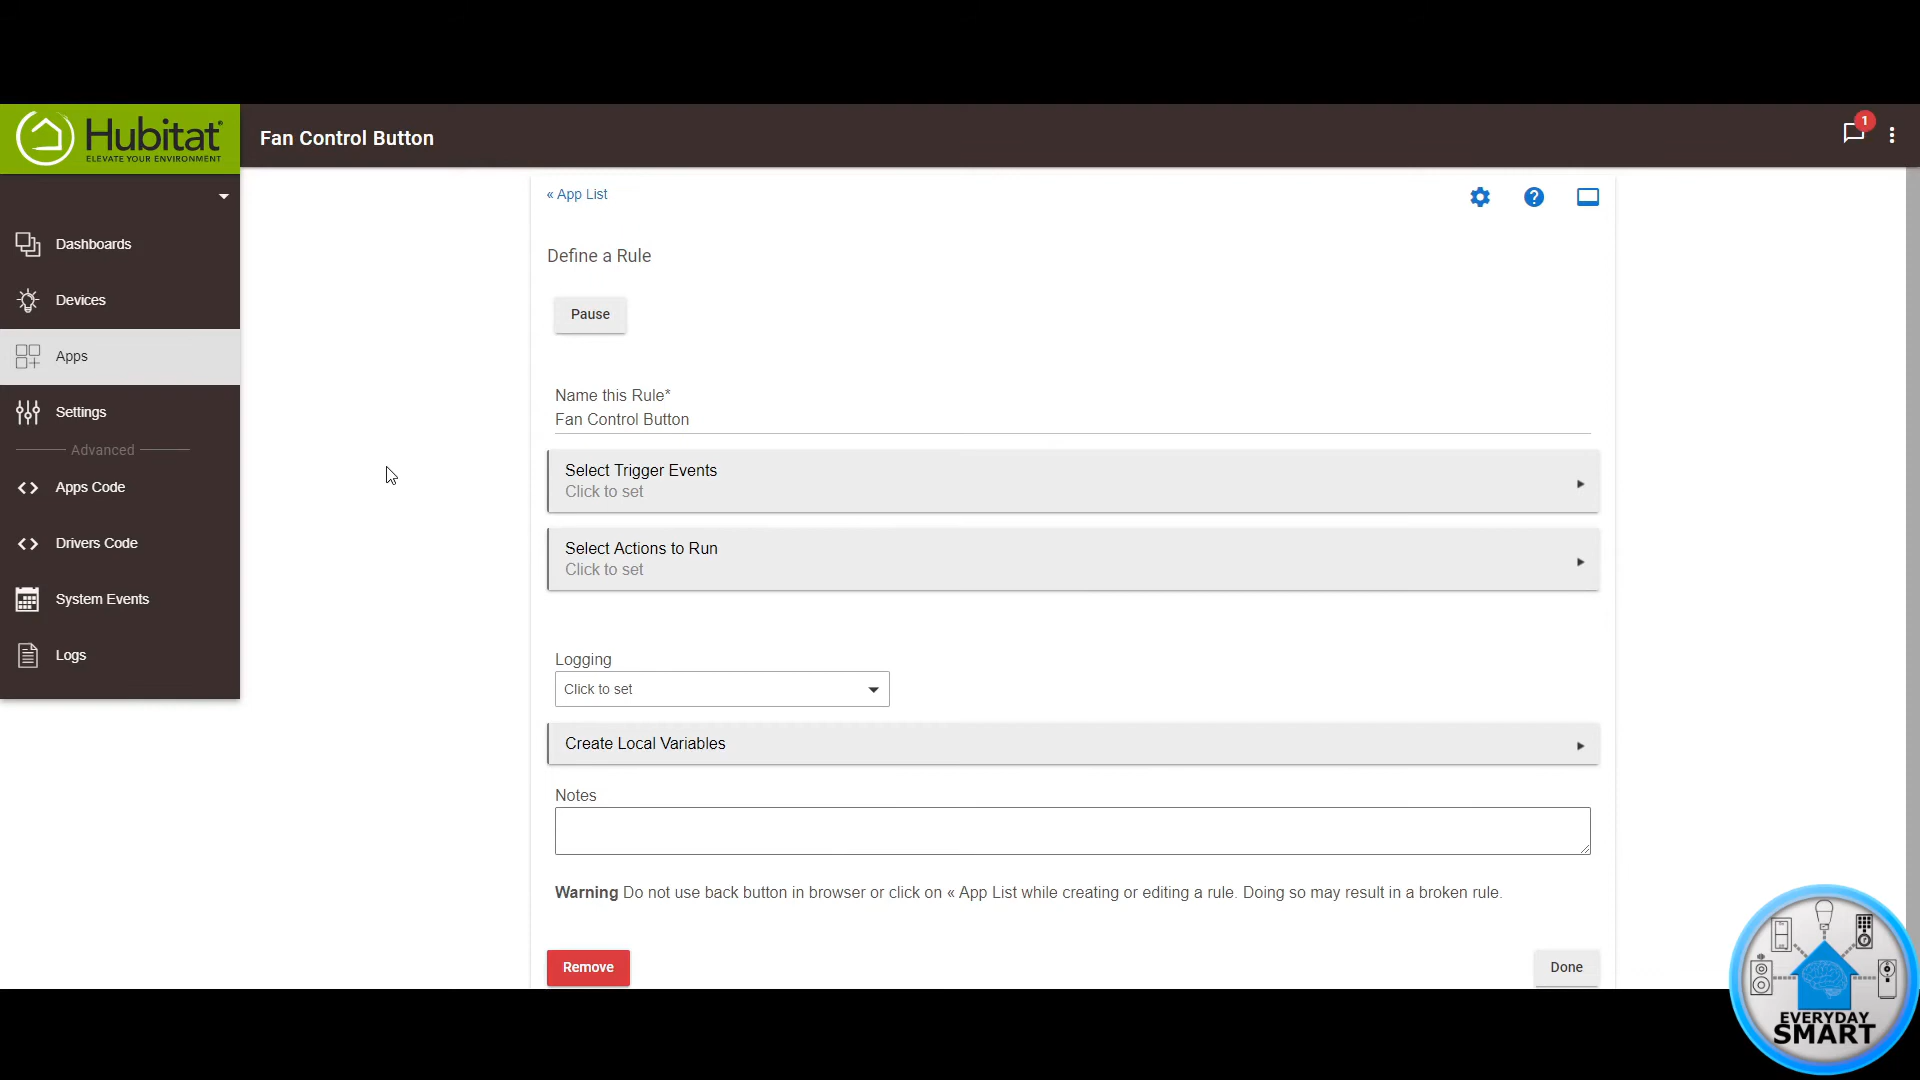 Hubitat®
ELEVATE YOUR ENVIRONMENT
Fan Control Button
1
« App List
Dashboards
Devices
Apps
Settings
Advanced
Apps Code
Drivers Code
System Events
Logs
Define a Rule
Pause
Name this Rule*
Fan Control Button
Select Trigger Events
Click to set
Select Actions to Run
Click to set
Logging
Click to set
Create Local Variables
Notes
Warning Do not use back button in browser or click on « App List while creating or editing a rule. Doing so may result in a broken rule.
Remove
Done
EVERYDAY
SMART